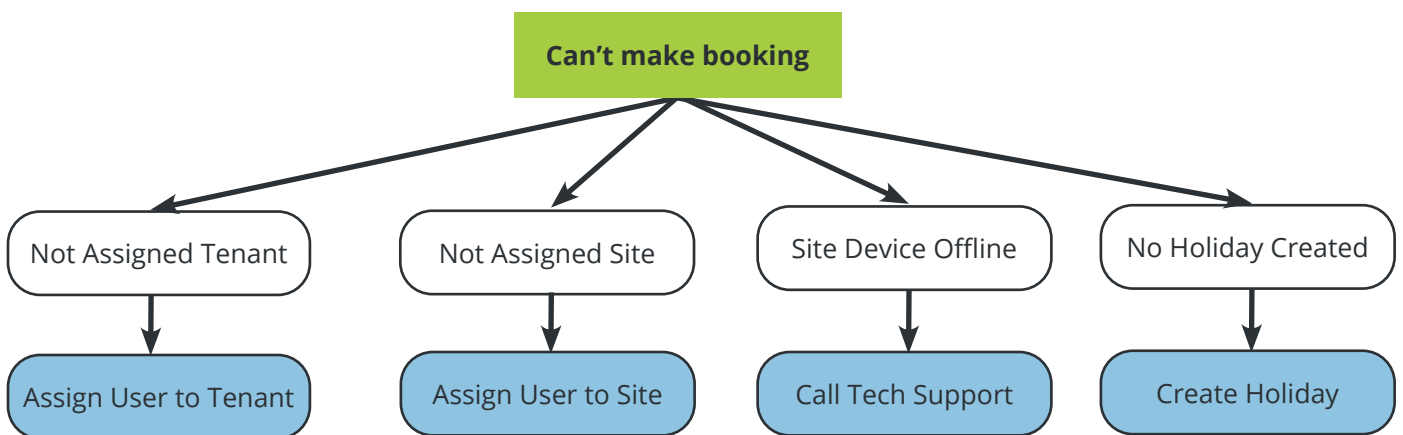 Can’t make booking
Not Assigned Tenant
Not Assigned Site
Site Device Offline
No Holiday Created
Assign User to Tenant
Assign User to Site
Call Tech Support
Create Holiday